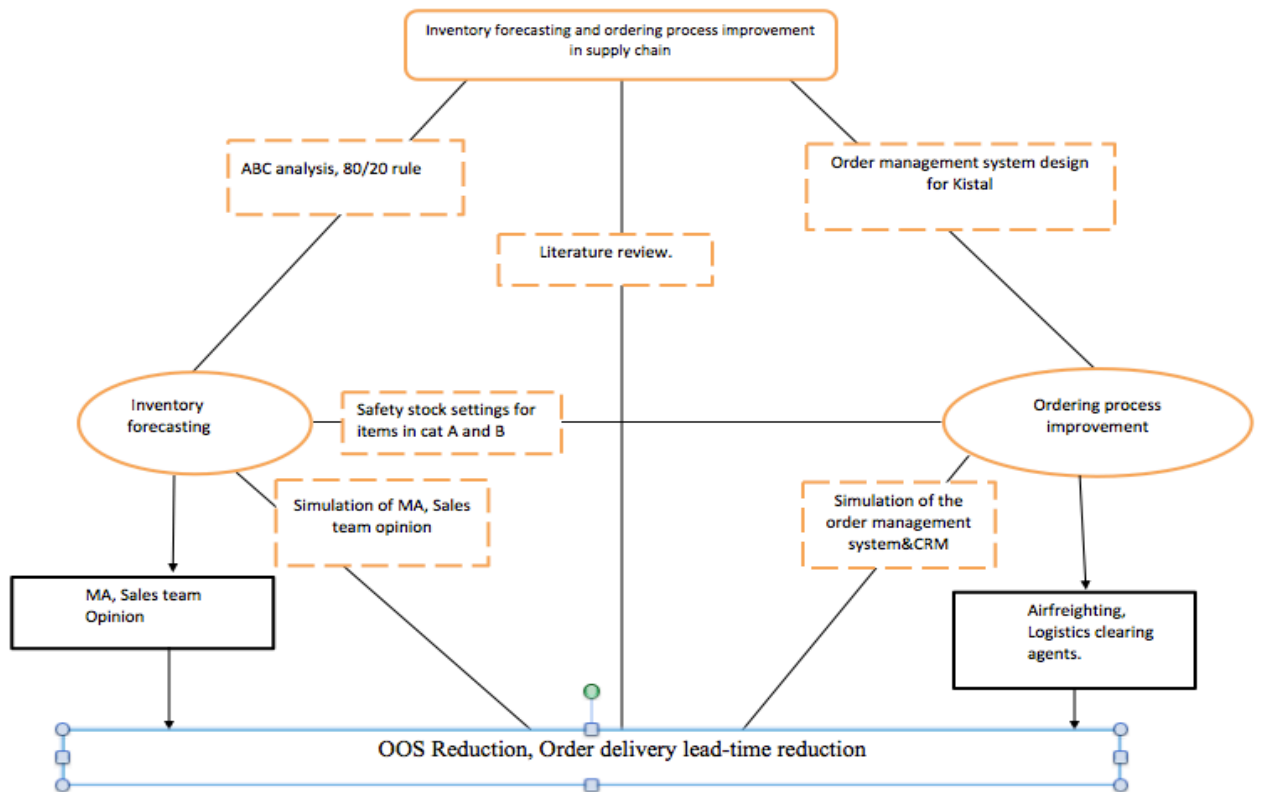 Inventory forecasting and ordering process improvement
in supply chain
ABC analysis, 80/20 rule
Order management system design
for Kistal
Literature review.
Inventory
forecasting
Safety stock settings for
items in cat A and B
Ordering process
improvement
Simulation of MA, Sales
team opinion
Simulation of the
order management
system&CRM
MA, Sales team
Opinion
Airfreighting,
Logistics clearing
agents.
OOS Reduction, Order delivery lead-time reduction